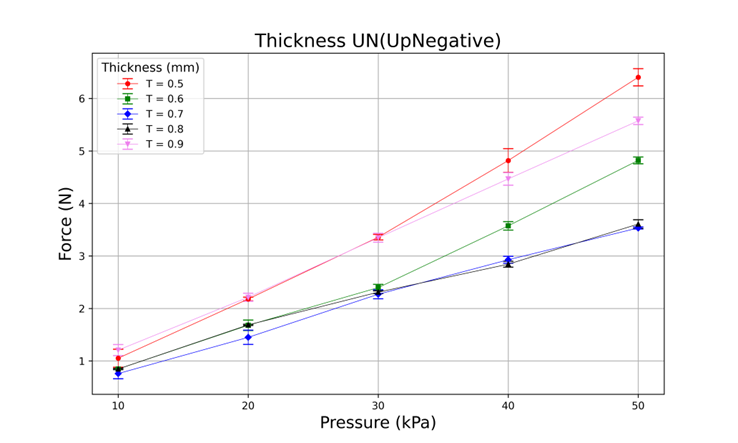 Thickness UN(UpNegative)
Thickness (mm)
T = 0.5
T = 0.6
T = 0.7
T = 0.8
T = 0.9
Force (N)
6
5
4
3
2
1
10 20 30 40 50
Pressure (kPa)